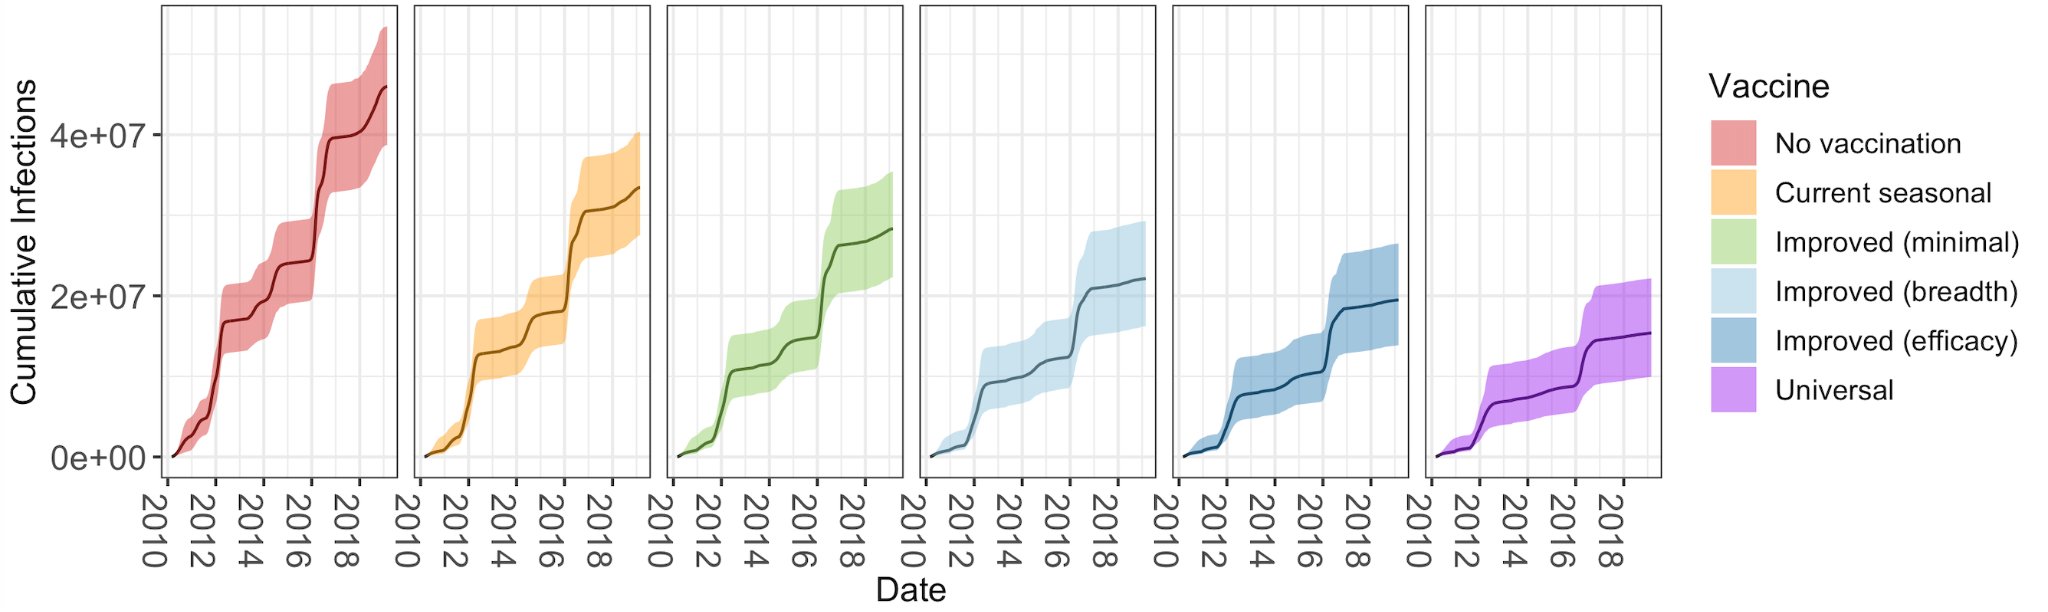 Cumulative Infections
4e+07
2e+07
0e+00
2010 2012 2014 2016 2018
2010 2012 2014 2016 2018
2010 2012 2014 2016 2018
2010 2012 2014 2016 2018
2010 2012 2014 2016 2018
2010 2012 2014 2016 2018
Date
Vaccine
No vaccination
Current seasonal
Improved (minimal)
Improved (breadth)
Improved (efficacy)
Universal